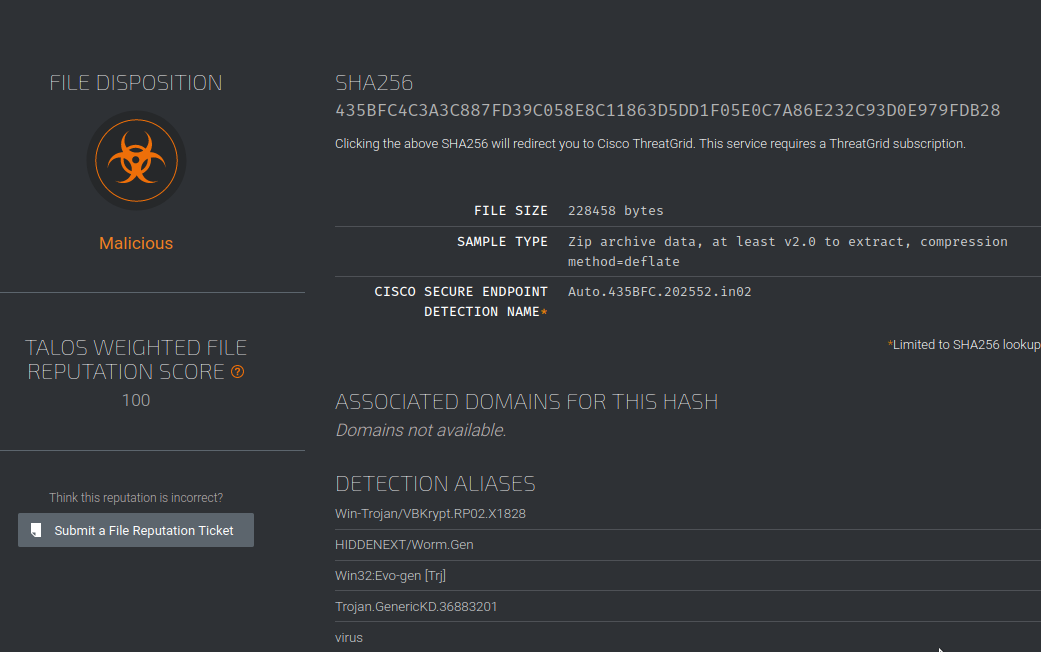 FILE DISPOSITION
Malicious
TALOS WEIGHTED FILE
REPUTATION SCORE ?
100
Think this reputation is incorrect?
Submit a File Reputation Ticket
SHA256
435BFC4C3A3C887FD39C058E8C11863D5DD1F05E0C7A86E232C93D0E979FDB28
Clicking the above SHA256 will redirect you to Cisco ThreatGrid. This service requires a ThreatGrid subscription.
FILE SIZE 228458 bytes
SAMPLE TYPE Zip archive data, at least v2.0 to extract, compression
method=deflate
CISCO SECURE ENDPOINT Auto.435BFC.202552.in02
DETECTION NAME*
*Limited to SHA256 lookup
ASSOCIATED DOMAINS FOR THIS HASH
Domains not available.
DETECTION ALIASES
Win-Trojan/VBKrypt.RP02.X1828
HIDDENEXT/Worm.Gen
Win32:Evo-gen [Trj]
Trojan.GenericKD.36883201
virus